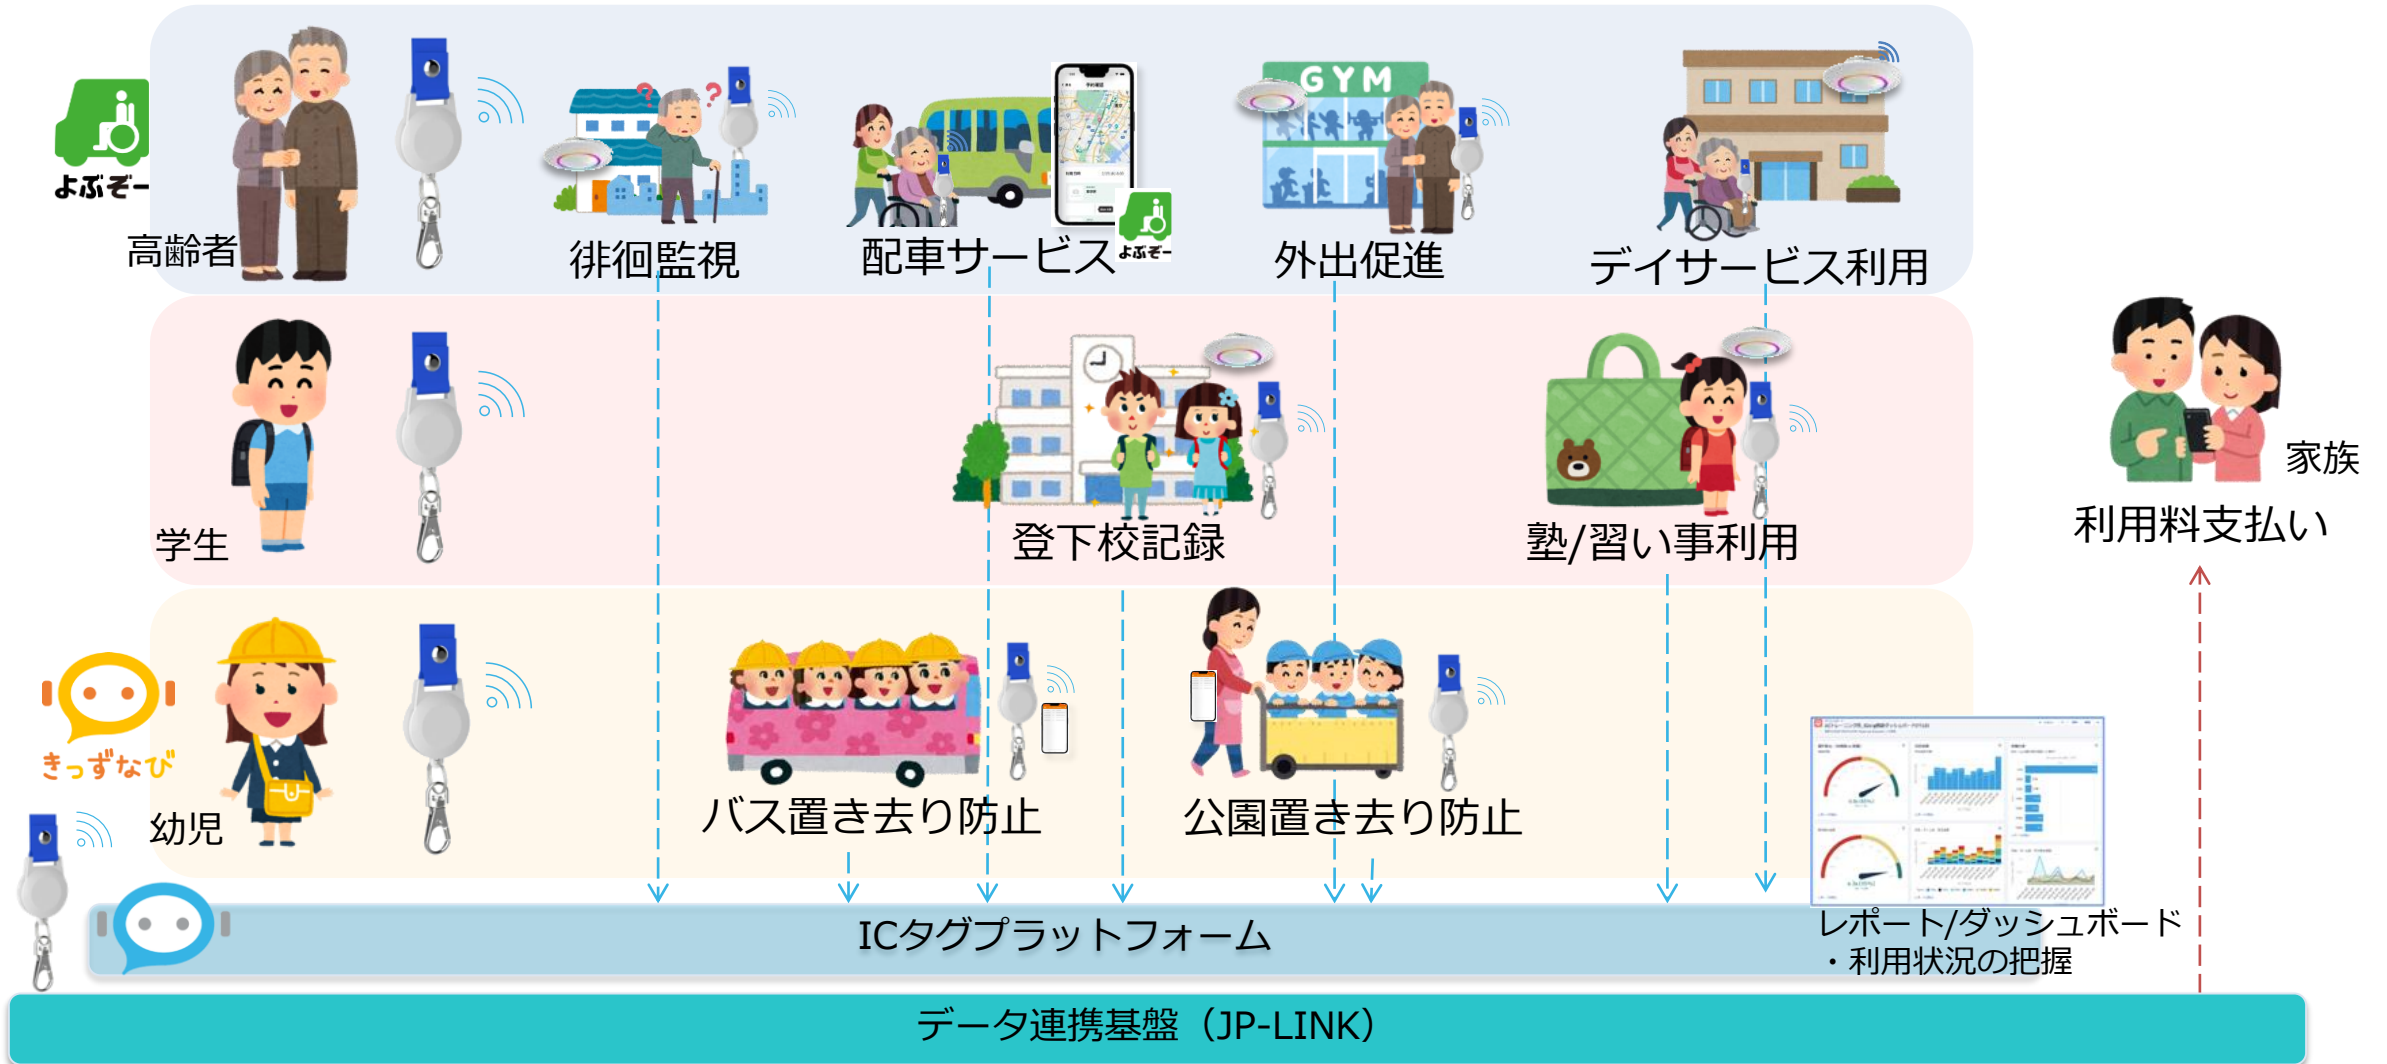 GYM
よぶぞー
高齢者
徘徊監視
配車サービス
よぶぞー
外出促進
デイサービス利用
学生
登下校記録
塾/習い事利用
家族
利用料支払い
きっずなび
幼児
バス置き去り防止
公園置き去り防止
レポート/ダッシュボード
・利用状況の把握
ICタグプラットフォーム
データ連携基盤（JP-LINK）